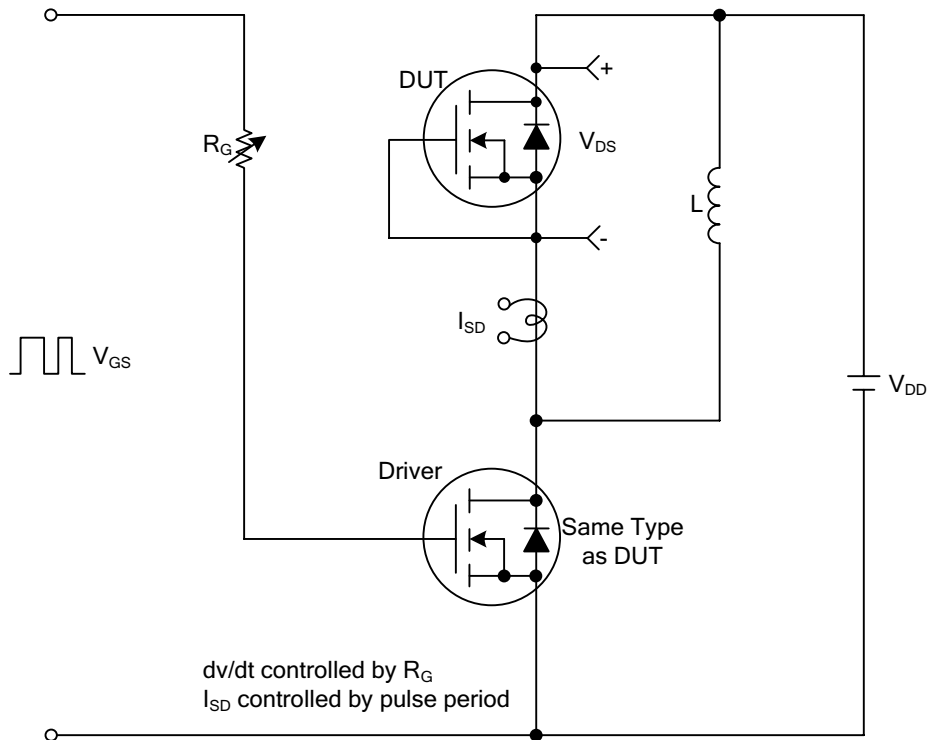 DUT
+
R_G
V_DS
L
-
I_SD
V_GS
V_DD
Driver
Same Type
as DUT
dv/dt controlled by R_G
I_SD controlled by pulse period